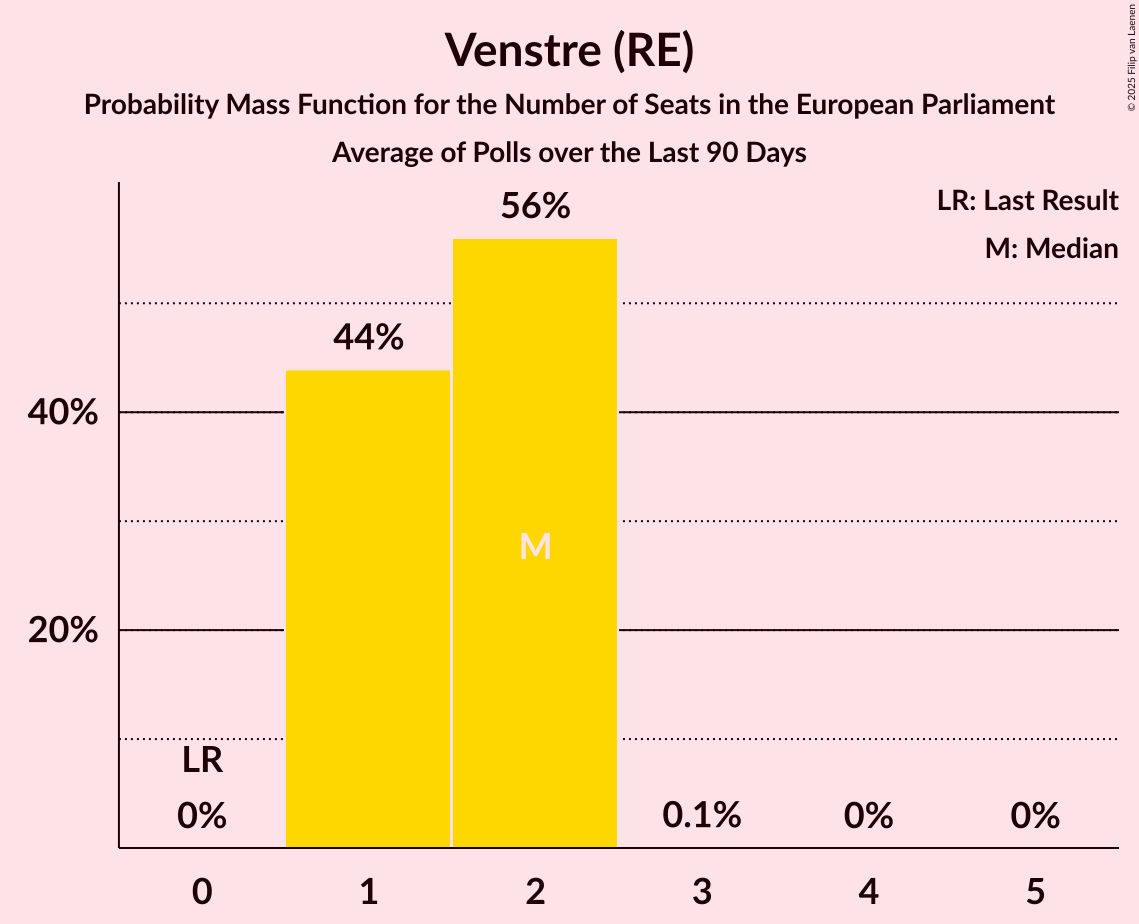 Venstre (RE)
Probability Mass Function for the Number of Seats in the European Parliament
Average of Polls over the Last 90 Days
© 2025 Filip van Laenen
LR: Last Result
M: Median
56%
44%
40%
M
20%
LR
0%
0.1%
0%
0%
0 1 2 3 4 5